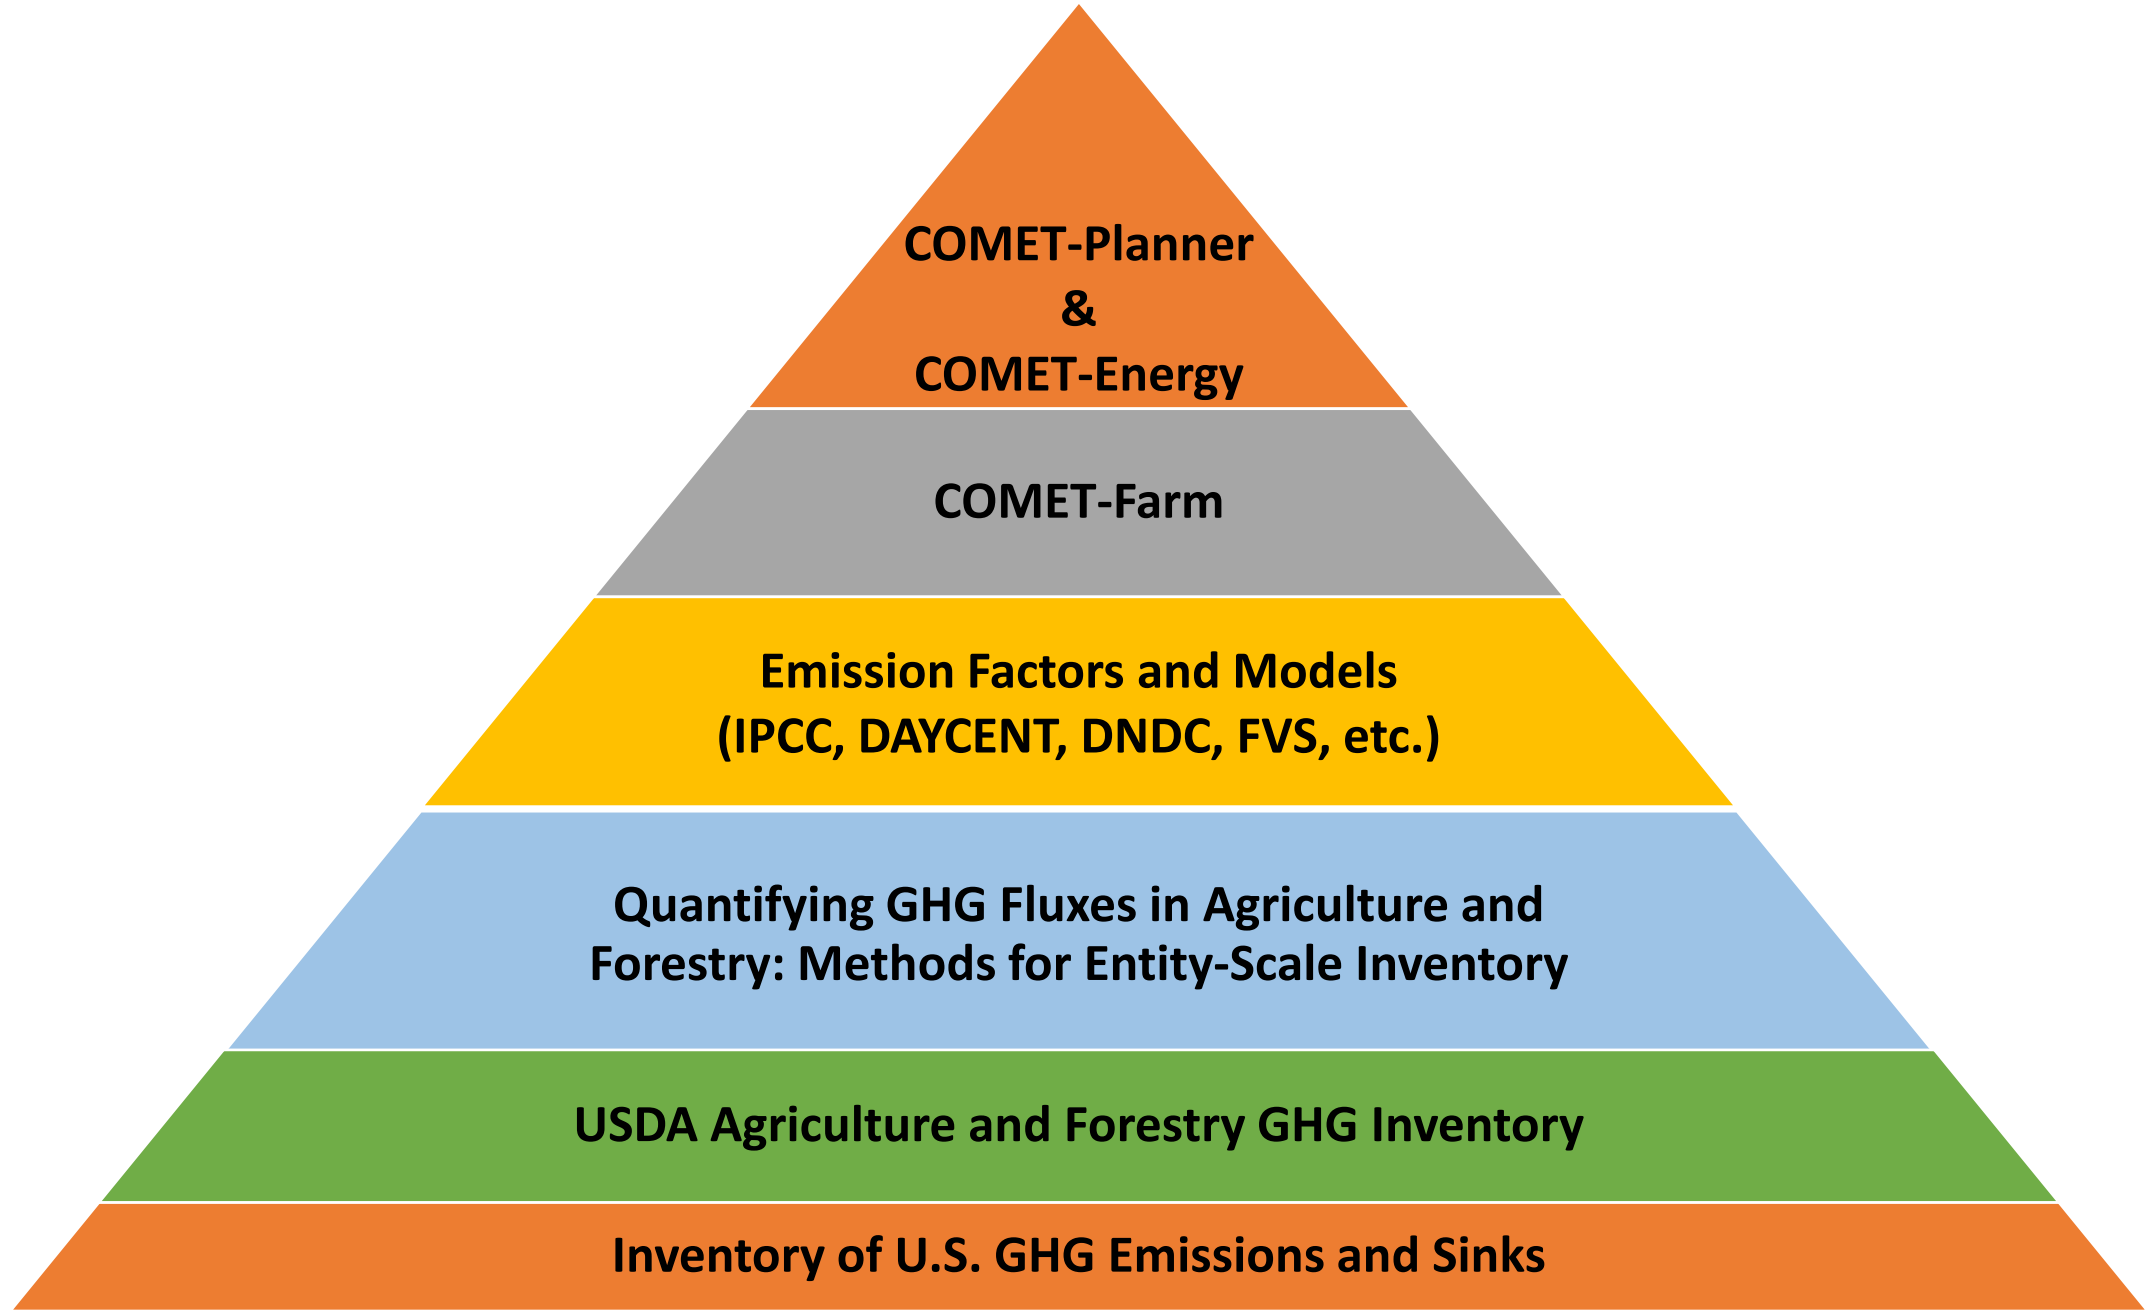 COMET-Planner
&
COMET-Energy
COMET-Farm
Emission Factors and Models
(IPCC, DAYCENT, DNDC, FVS, etc.)
Quantifying GHG Fluxes in Agriculture and
Forestry: Methods for Entity-Scale Inventory
USDA Agriculture and Forestry GHG Inventory
Inventory of U.S. GHG Emissions and Sinks